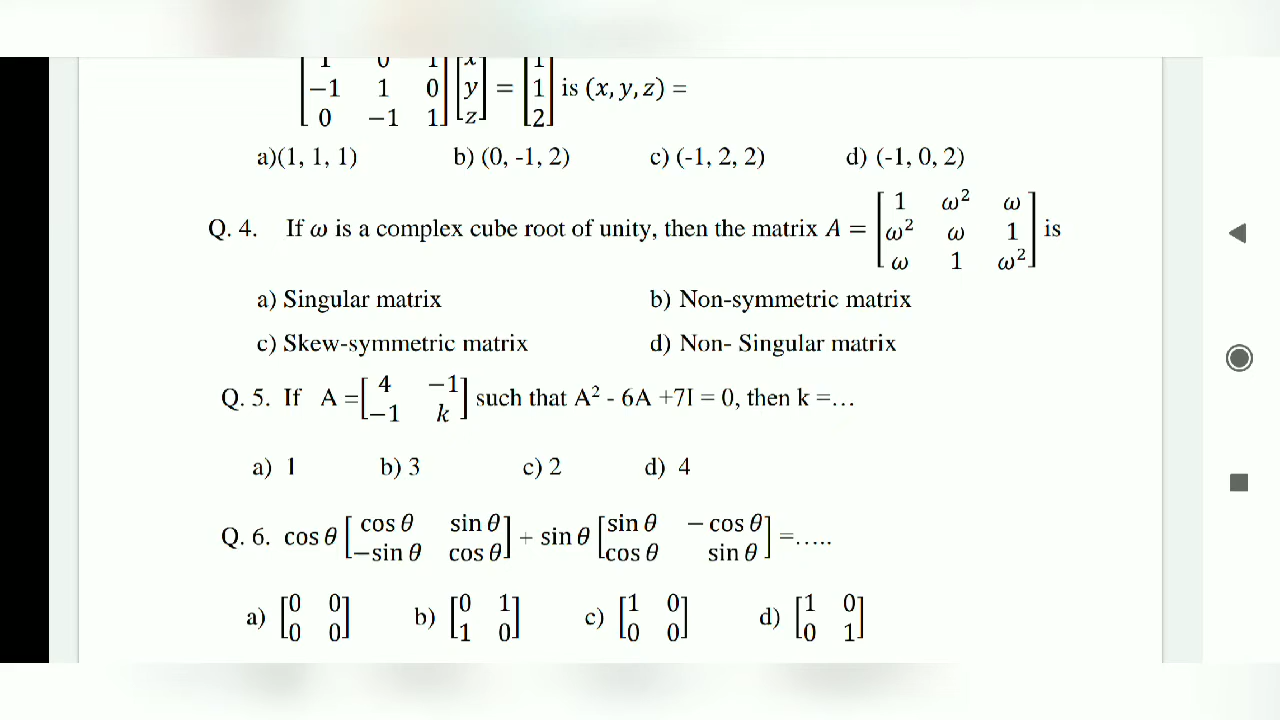 [1 0 1; −1 1 0; 0 −1 1] [x; y; z] = [1; 1; 2] is (x, y, z) =
a)(1, 1, 1) b) (0, -1, 2) c) (-1, 2, 2) d) (-1, 0, 2)
Q. 4. If ω is a complex cube root of unity, then the matrix A = [1 ω² ω; ω² ω 1; ω 1 ω²] is
a) Singular matrix b) Non-symmetric matrix
c) Skew-symmetric matrix d) Non- Singular matrix
Q. 5. If A =[4 −1; −1 k] such that A² - 6A +7I = 0, then k =...
a) 1 b) 3 c) 2 d) 4
Q. 6. cos θ [cos θ sin θ; −sin θ cos θ] + sin θ [sin θ − cos θ; cos θ sin θ] =.....
a) [0 0; 0 0] b) [0 1; 1 0] c) [1 0; 0 0] d) [1 0; 0 1]